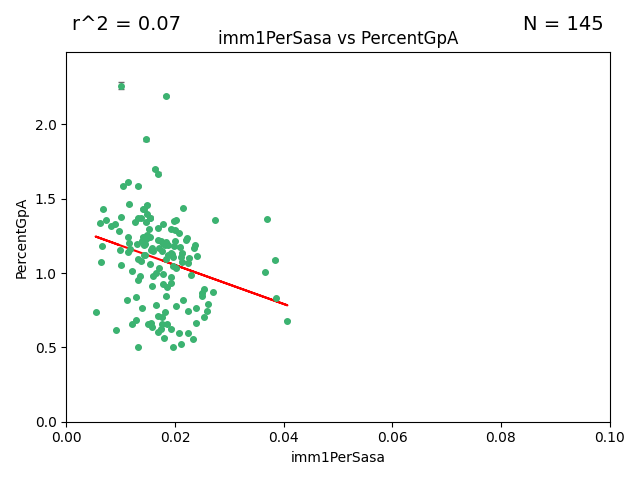 r^2 = 0.07
N = 145
imm1PerSasa vs PercentGpA
PercentGpA
2.0
1.5
1.0
0.5
0.0
0.00 0.02 0.04 0.06 0.08 0.10
imm1PerSasa